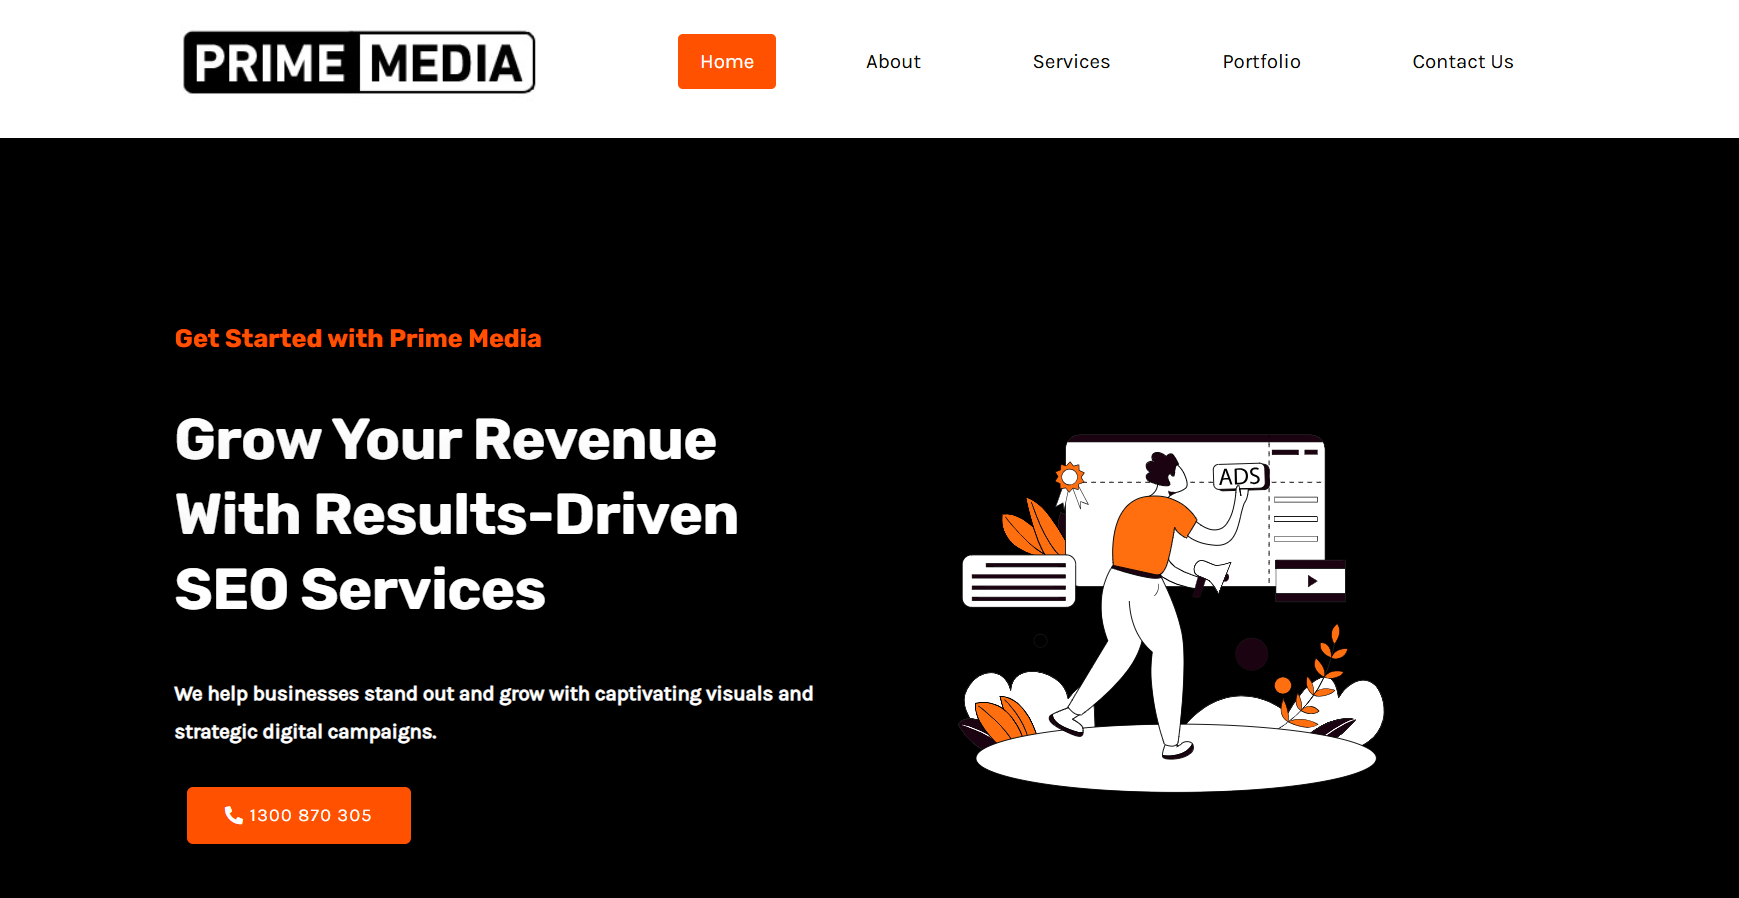 PRIME MEDIA
Home
About
Services
Portfolio
Contact Us
Get Started with Prime Media
Grow Your Revenue
With Results-Driven
SEO Services
ADS
We help businesses stand out and grow with captivating visuals and
strategic digital campaigns.
1300 870 305